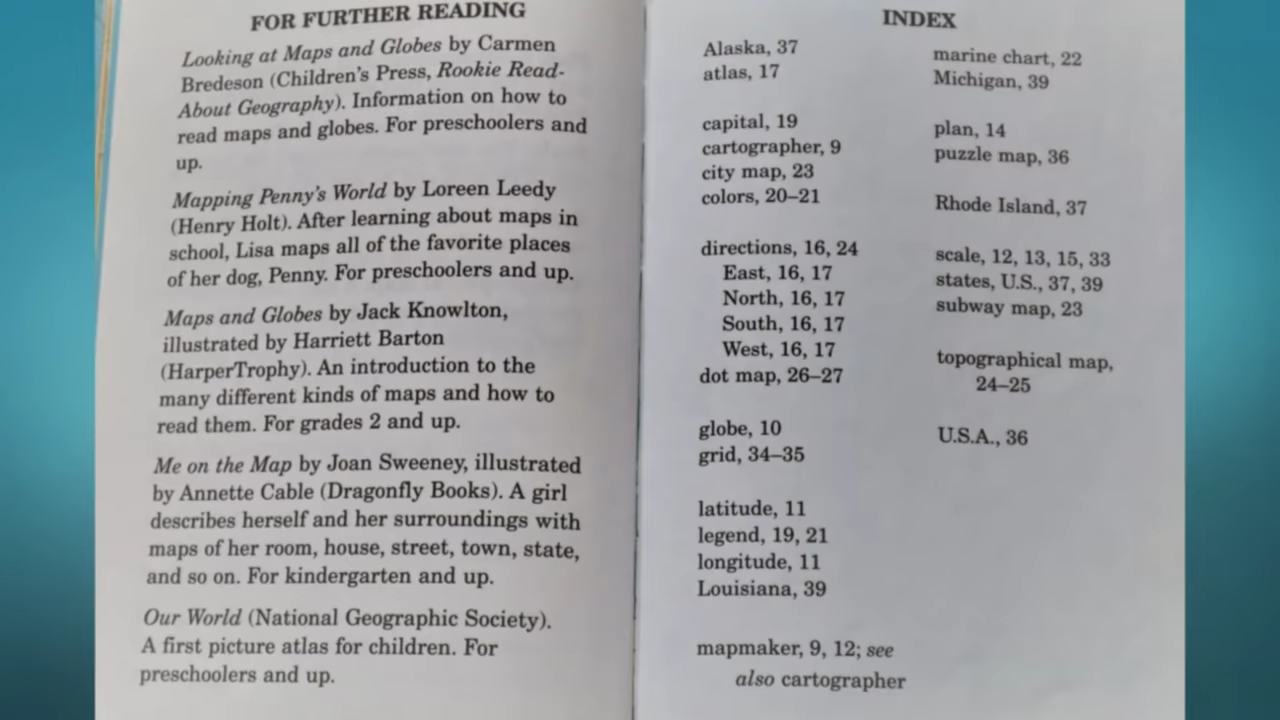 FOR FURTHER READING
Looking at Maps and Globes by Carmen
Bredeson (Children's Press, Rookie Read-
About Geography). Information on how to
read maps and globes. For preschoolers and
up.
Mapping Penny's World by Loreen Leedy
(Henry Holt). After learning about maps in
school, Lisa maps all of the favorite places
of her dog, Penny. For preschoolers and up.
Maps and Globes by Jack Knowlton,
illustrated by Harriett Barton
(HarperTrophy). An introduction to the
many different kinds of maps and how to
read them. For grades 2 and up.
Me on the Map by Joan Sweeney, illustrated
by Annette Cable (Dragonfly Books). A girl
describes herself and her surroundings with
maps of her room, house, street, town, state,
and so on. For kindergarten and up.
Our World (National Geographic Society).
A first picture atlas for children. For
preschoolers and up.
INDEX
Alaska, 37
atlas, 17
capital, 19
cartographer, 9
city map, 23
colors, 20–21
directions, 16, 24
East, 16, 17
North, 16, 17
South, 16, 17
West, 16, 17
dot map, 26–27
globe, 10
grid, 34–35
latitude, 11
legend, 19, 21
longitude, 11
Louisiana, 39
mapmaker, 9, 12; see
also cartographer
marine chart, 22
Michigan, 39
plan, 14
puzzle map, 36
Rhode Island, 37
scale, 12, 13, 15, 33
states, U.S., 37, 39
subway map, 23
topographical map,
24–25
U.S.A., 36